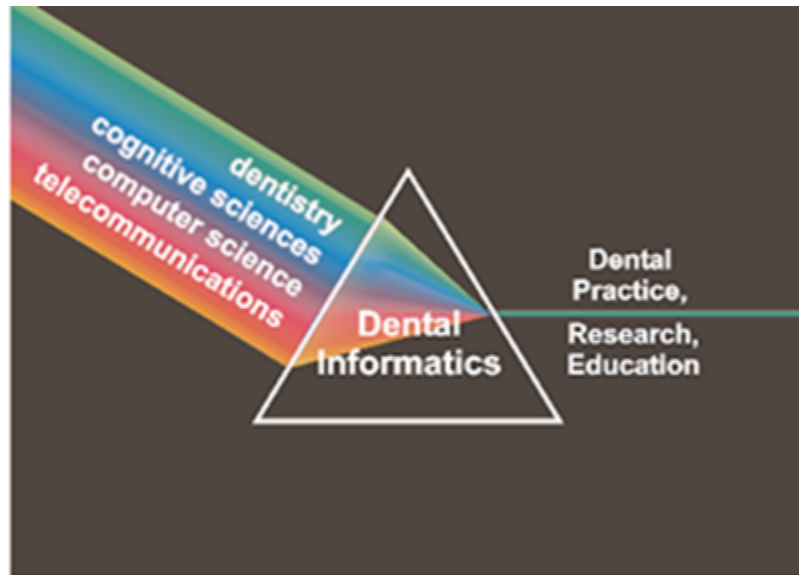 dentistry
cognitive sciences
computer science
telecommunications
Dental
Informatics
Dental
Practice,
Research,
Education